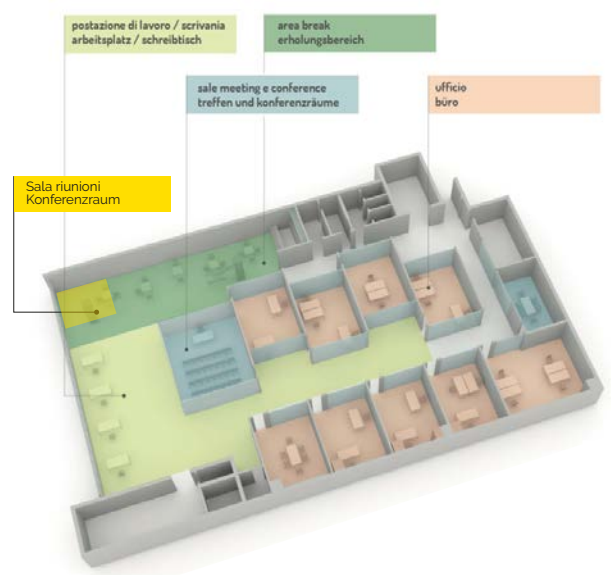 postazione di lavoro / scrivania
arbeitsplatz / schreibtisch
area break
erholungsbereich
sale meeting e conference
treffen und konferenzräume
ufficio
büro
Sala riunioni
Konferenzraum